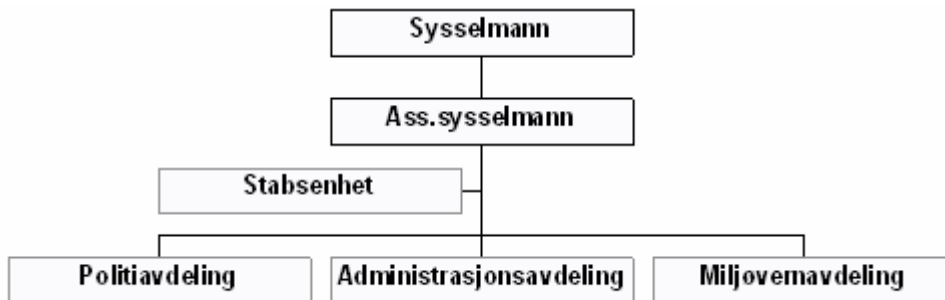 Sysselmann
Ass.sysselmann
Stabsenhet
Politiavdeling
Administrasjonsavdeling
Miljøvernavdeling